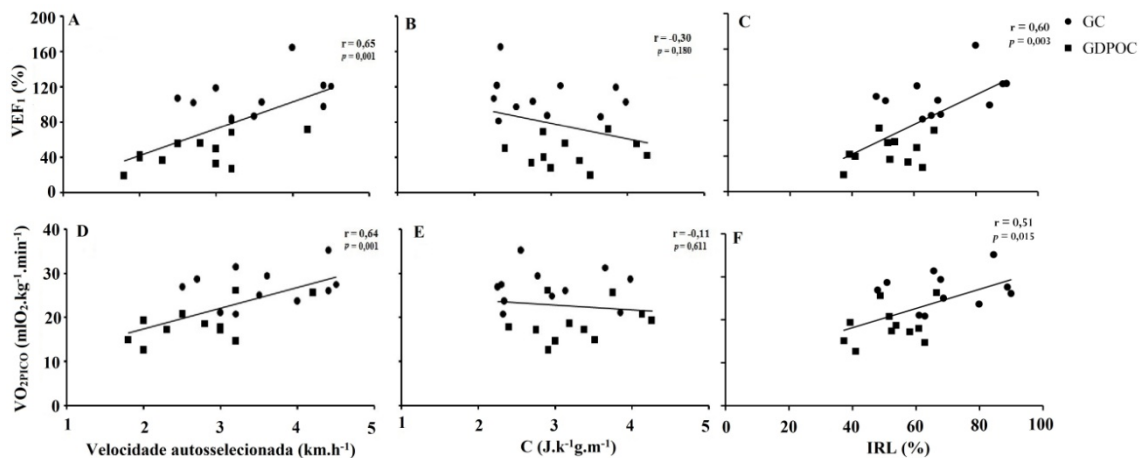 A
r = 0,65
p = 0,001
B
r = -0,30
p = 0,180
C
r = 0,60
p = 0,003
GC
GDPOC
VEF1 (%)
200
160
120
80
40
0
D
r = 0,64
p = 0,001
E
r = -0,11
p = 0,611
F
r = 0,51
p = 0,015
VO2PICO (mlO2.kg-1.min-1)
40
30
20
10
0
1 2 3 4 5
Velocidade autosselecionada (km.h-1)
1 2 3 4 5
C (J.k-1g.m-1)
20 40 60 80 100
IRL (%)